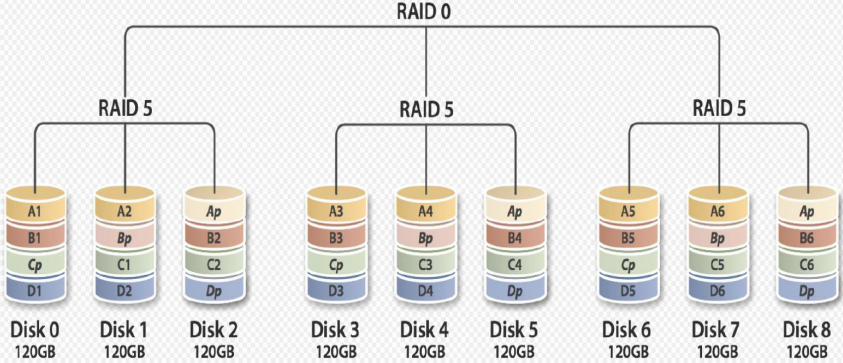 RAID 0
RAID 5 RAID 5 RAID 5
A1 A2 Ap A3 A4 Ap A5 A6 Ap
B1 Bp B2 B3 Bp B4 B5 Bp B6
Cp C1 C2 Cp C3 C4 Cp C5 C6
D1 D2 Dp D3 D4 Dp D5 D6 Dp
Disk 0 Disk 1 Disk 2 Disk 3 Disk 4 Disk 5 Disk 6 Disk 7 Disk 8
120GB 120GB 120GB 120GB 120GB 120GB 120GB 120GB 120GB